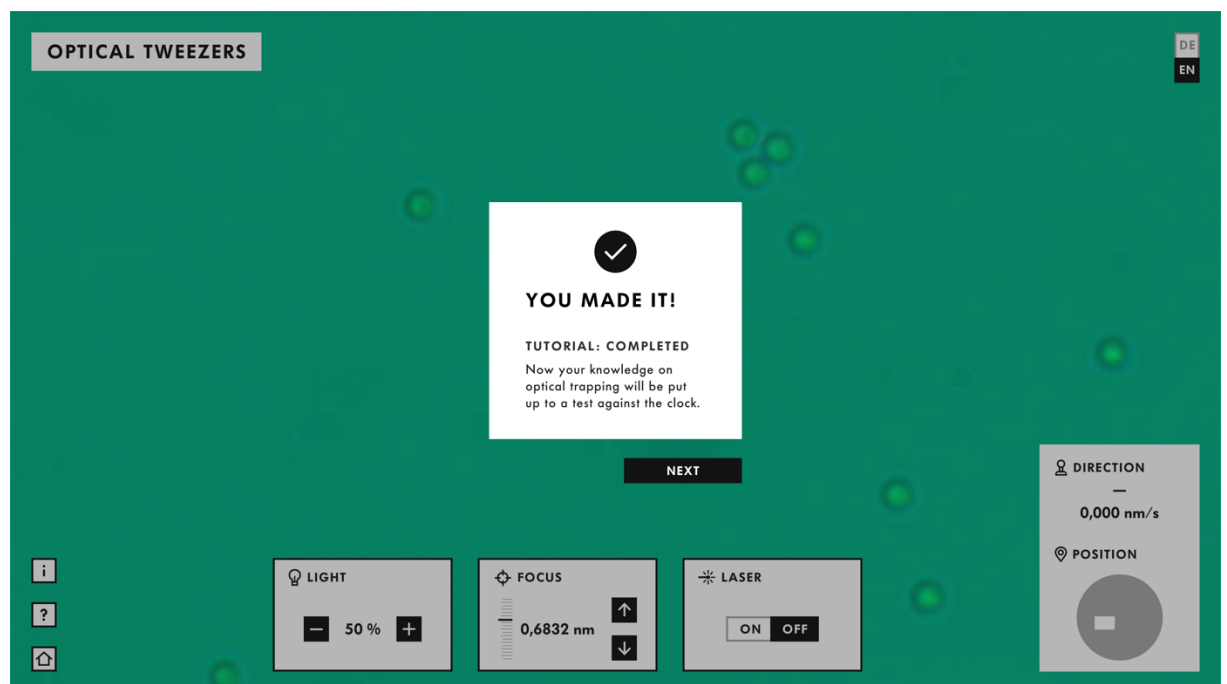 OPTICAL TWEEZERS
DE
EN
YOU MADE IT!
TUTORIAL: COMPLETED
Now your knowledge on
optical trapping will be put
up to a test against the clock.
NEXT
DIRECTION
0,000 nm/s
POSITION
i
?
LIGHT
50 %
FOCUS
0,6832 nm
LASER
ON OFF